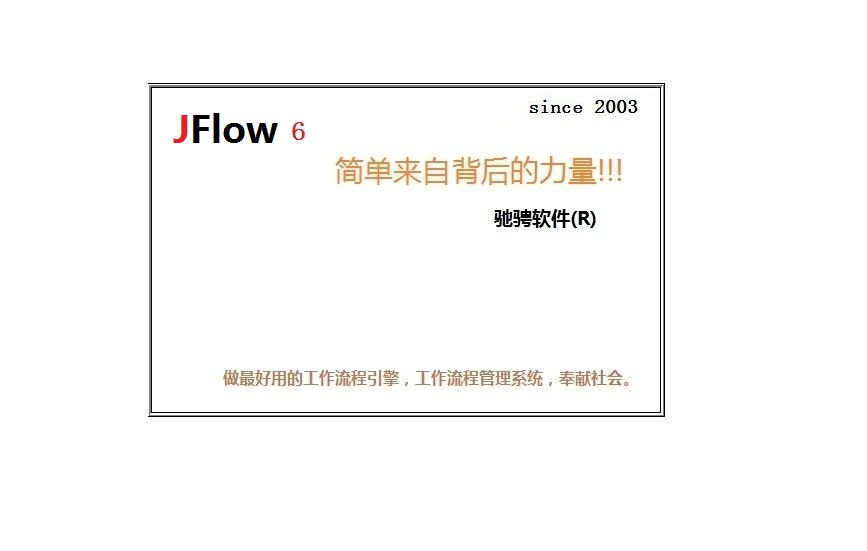 since 2003
JFlow 6
简单来自背后的力量!!!
驰骋软件(R)
做最好用的工作流程引擎，工作流程管理系统，奉献社会。